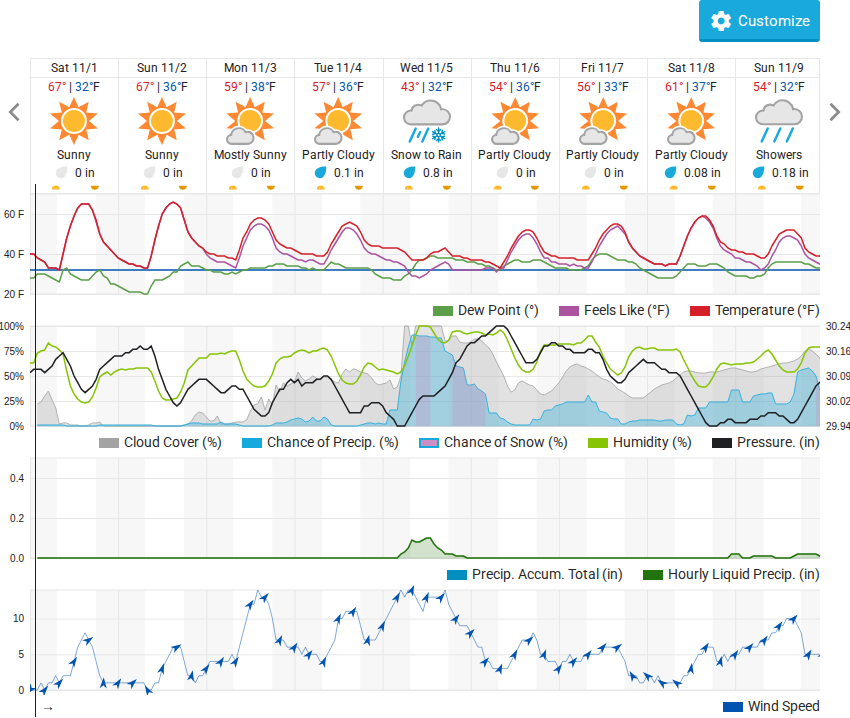 Customize
Sat 11/1 Sun 11/2 Mon 11/3 Tue 11/4 Wed 11/5 Thu 11/6 Fri 11/7 Sat 11/8 Sun 11/9
67° | 32°F 67° | 36°F 59° | 38°F 57° | 36°F 43° | 32°F 54° | 36°F 56° | 33°F 61° | 37°F 54° | 32°F
Sunny Sunny Mostly Sunny Partly Cloudy Snow to Rain Partly Cloudy Partly Cloudy Partly Cloudy Showers
0 in 0 in 0 in 0.1 in 0.8 in 0 in 0 in 0.08 in 0.18 in
60 F
40 F
20 F
Dew Point (°) Feels Like (°F) Temperature (°F)
100% 30.24
75% 30.16
50% 30.09
25% 30.02
0% 29.94
Cloud Cover (%) Chance of Precip. (%) Chance of Snow (%) Humidity (%) Pressure. (in)
0.4
0.2
0.0
Precip. Accum. Total (in) Hourly Liquid Precip. (in)
10
5
0
→ Wind Speed